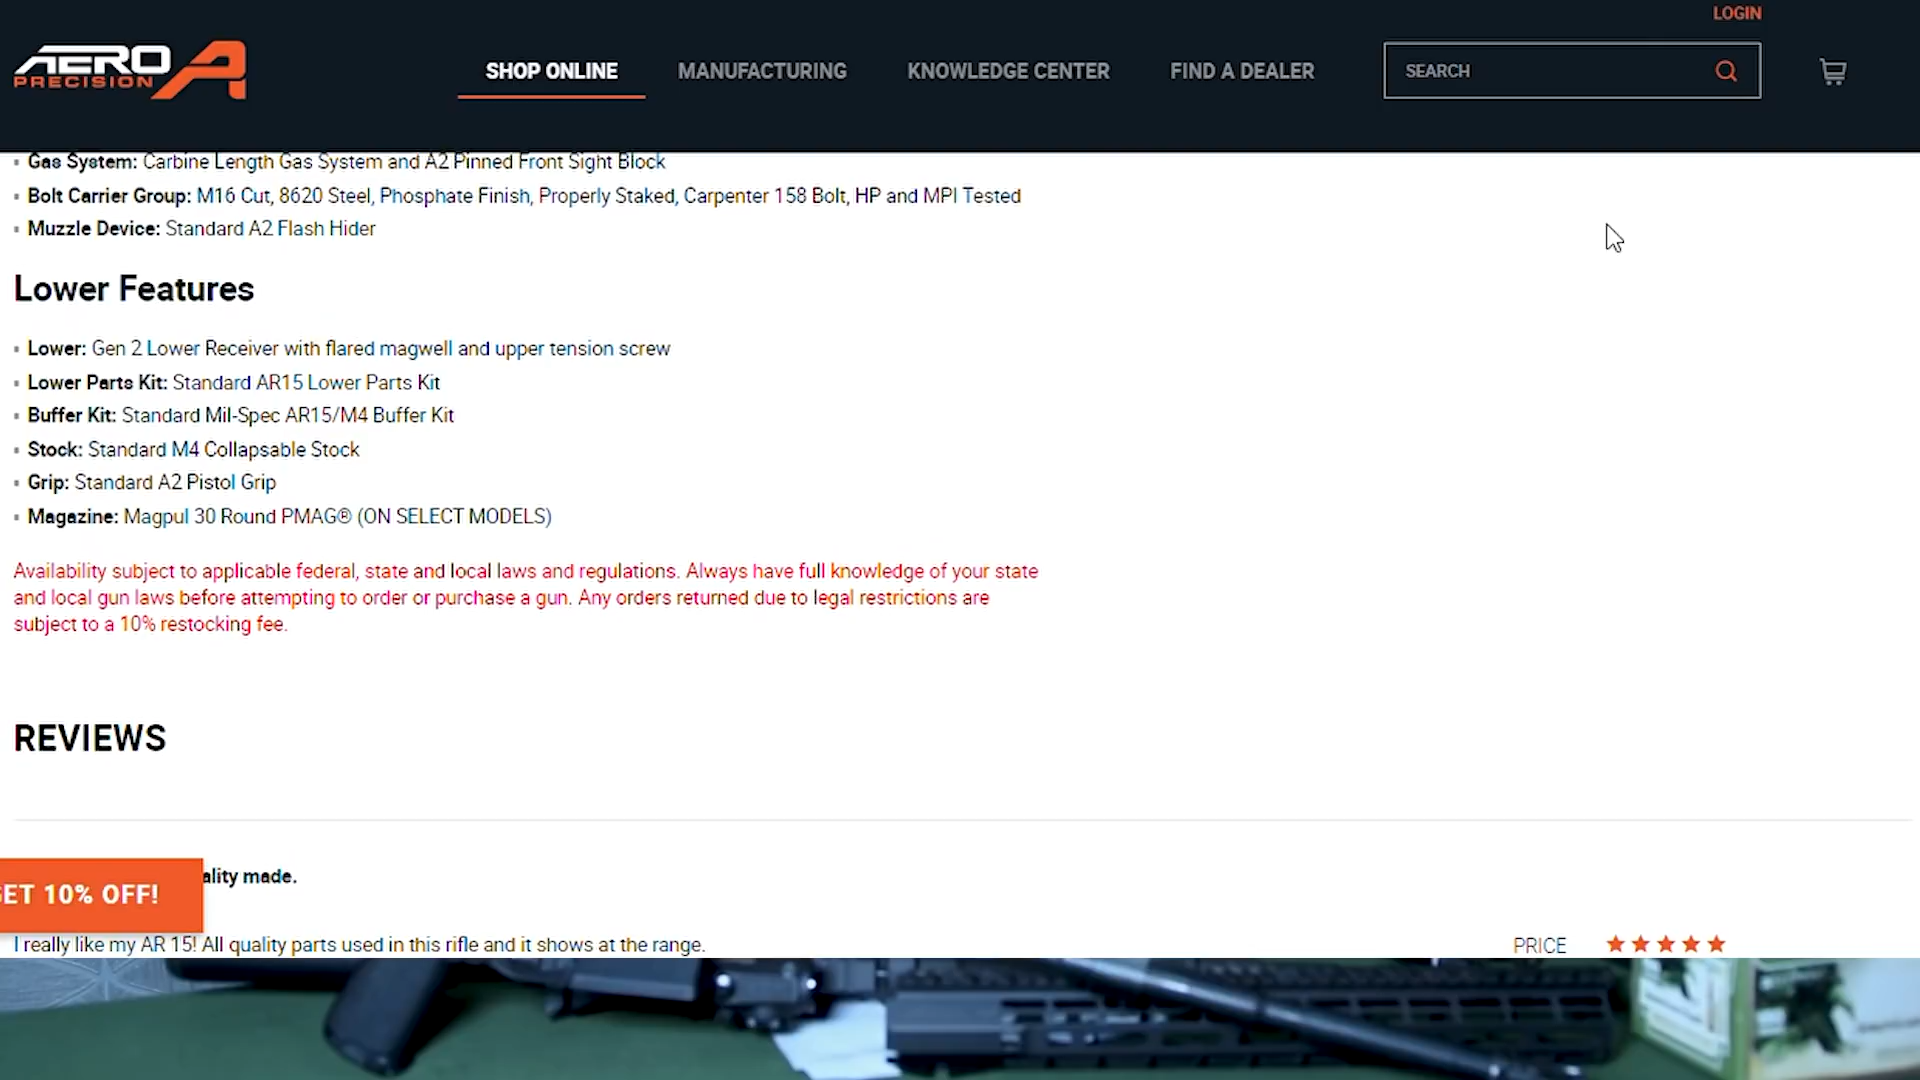 LOGIN
AERO
PRECISION
SHOP ONLINE
MANUFACTURING
KNOWLEDGE CENTER
FIND A DEALER
SEARCH
▪ Gas System: Carbine Length Gas System and A2 Pinned Front Sight Block
▪ Bolt Carrier Group: M16 Cut, 8620 Steel, Phosphate Finish, Properly Staked, Carpenter 158 Bolt, HP and MPI Tested
▪ Muzzle Device: Standard A2 Flash Hider
Lower Features
▪ Lower: Gen 2 Lower Receiver with flared magwell and upper tension screw
▪ Lower Parts Kit: Standard AR15 Lower Parts Kit
▪ Buffer Kit: Standard Mil-Spec AR15/M4 Buffer Kit
▪ Stock: Standard M4 Collapsable Stock
▪ Grip: Standard A2 Pistol Grip
▪ Magazine: Magpul 30 Round PMAG® (ON SELECT MODELS)
Availability subject to applicable federal, state and local laws and regulations. Always have full knowledge of your state
and local gun laws before attempting to order or purchase a gun. Any orders returned due to legal restrictions are
subject to a 10% restocking fee.
REVIEWS
ality made.
ET 10% OFF!
I really like my AR 15! All quality parts used in this rifle and it shows at the range.
PRICE ★★★★★